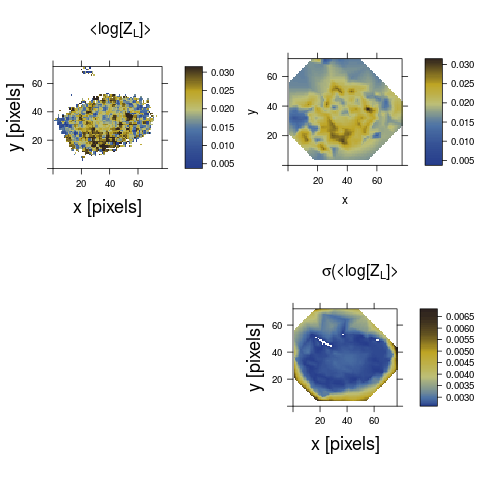 <log[Z_L]>
y [pixels]
60
40
20
20 40 60
x [pixels]
0.030
0.025
0.020
0.015
0.010
0.005
y
60
40
20
20 40 60
x
0.030
0.025
0.020
0.015
0.010
0.005
σ(<log[Z_L]>
y [pixels]
60
40
20
20 40 60
x [pixels]
0.0065
0.0060
0.0055
0.0050
0.0045
0.0040
0.0035
0.0030